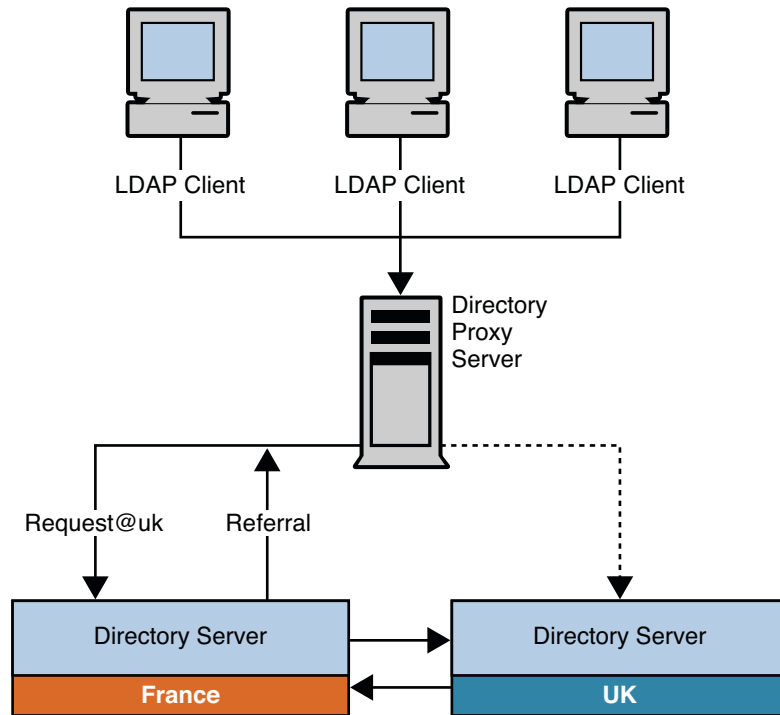 LDAP Client
LDAP Client
LDAP Client
Directory
Proxy
Server
Request@uk
Referral
Directory Server
France
Directory Server
UK